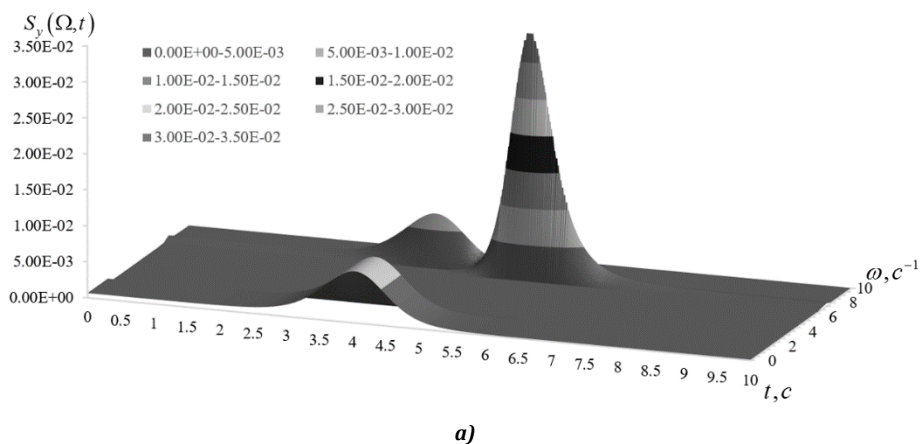 S_y(Ω,t)
3.50E-02
3.00E-02
2.50E-02
2.00E-02
1.50E-02
1.00E-02
5.00E-03
0.00E+00
0.00E+00-5.00E-03 5.00E-03-1.00E-02
1.00E-02-1.50E-02 1.50E-02-2.00E-02
2.00E-02-2.50E-02 2.50E-02-3.00E-02
3.00E-02-3.50E-02
0 0.5 1 1.5 2 2.5 3 3.5 4 4.5 5 5.5 6 6.5 7 7.5 8 8.5 9 9.5 10
t,c
0 2 4 6 8 10
ω,c⁻¹
a)